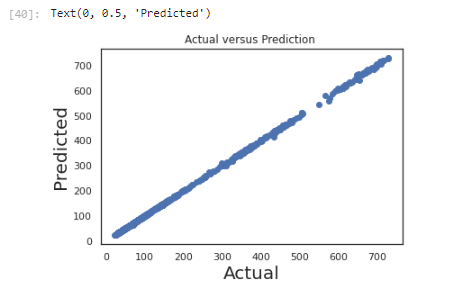 [40]: Text(0, 0.5, 'Predicted')
Actual versus Prediction
700
600
500
400
300
200
100
0
Predicted
0 100 200 300 400 500 600 700
Actual